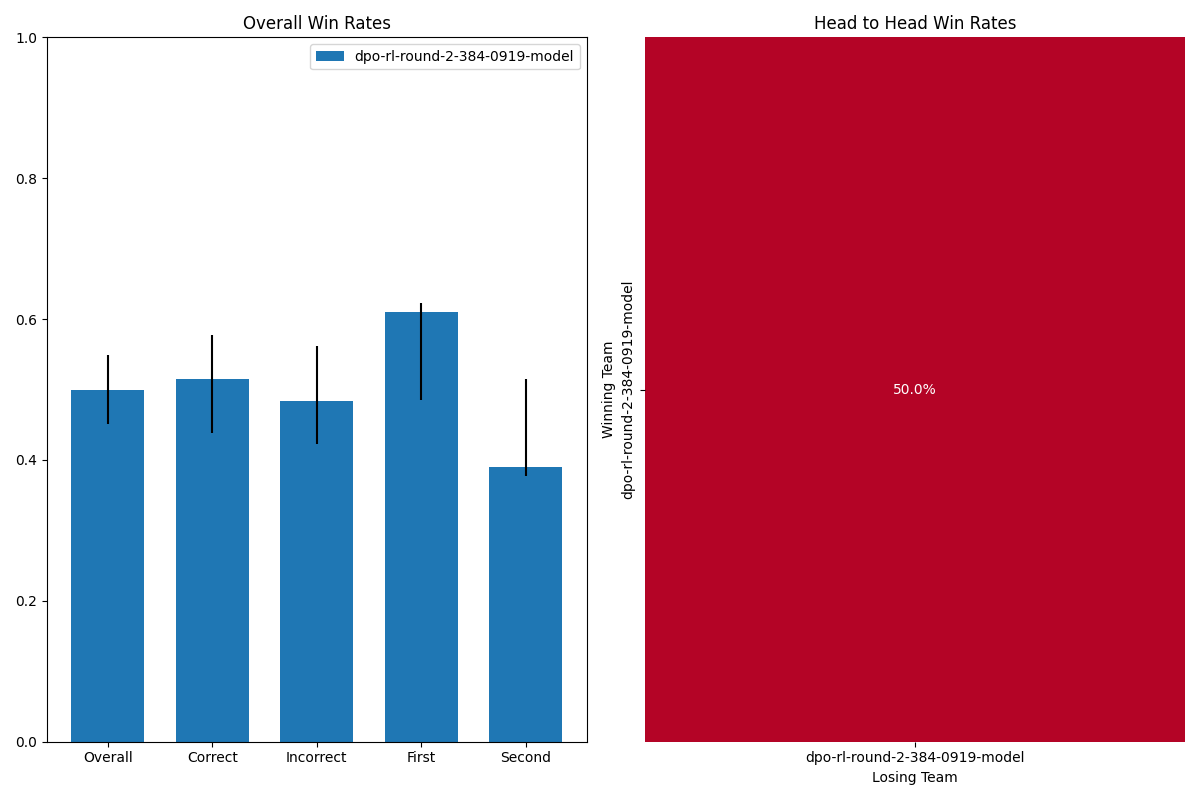 Overall Win Rates
dpo-rl-round-2-384-0919-model
1.0
0.8
0.6
0.4
0.2
0.0
Overall
Correct
Incorrect
First
Second
Head to Head Win Rates
Winning Team
dpo-rl-round-2-384-0919-model
50.0%
dpo-rl-round-2-384-0919-model
Losing Team